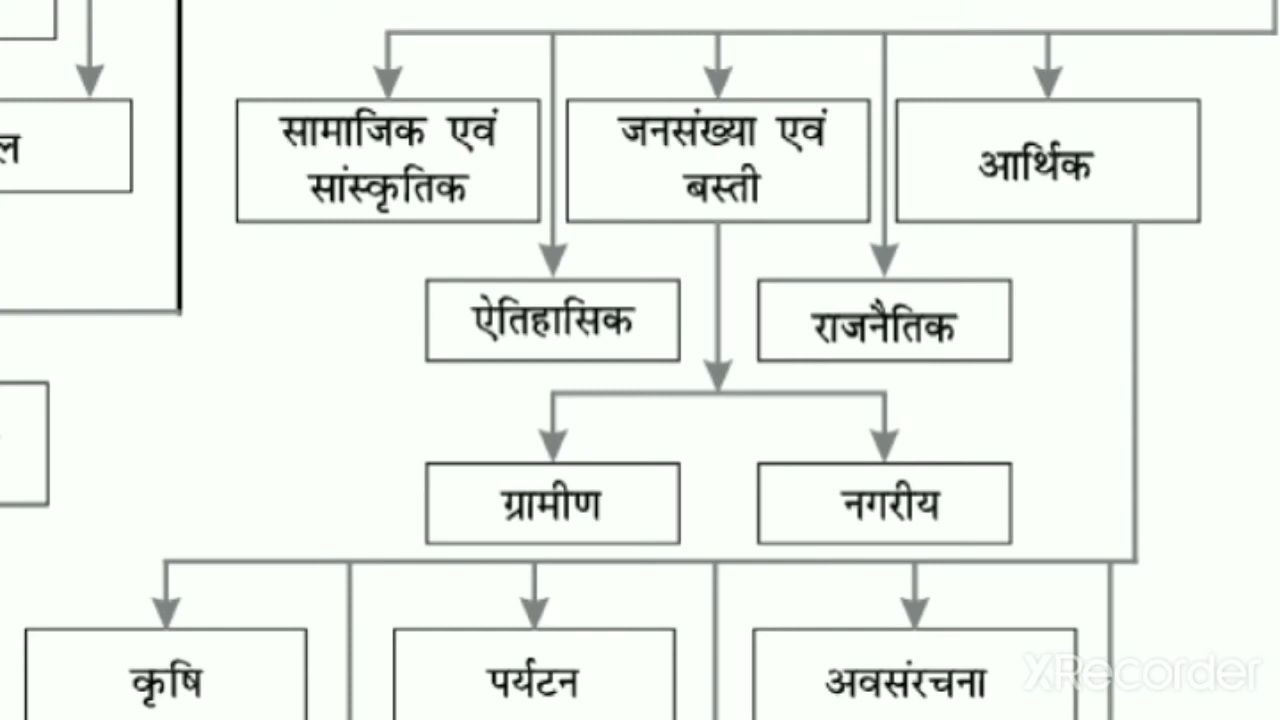 सामाजिक एवं
सांस्कृतिक
जनसंख्या एवं
बस्ती
आर्थिक
ल
ऐतिहासिक
राजनैतिक
ग्रामीण
नगरीय
कृषि
पर्यटन
अवसंरचना
XRecorder